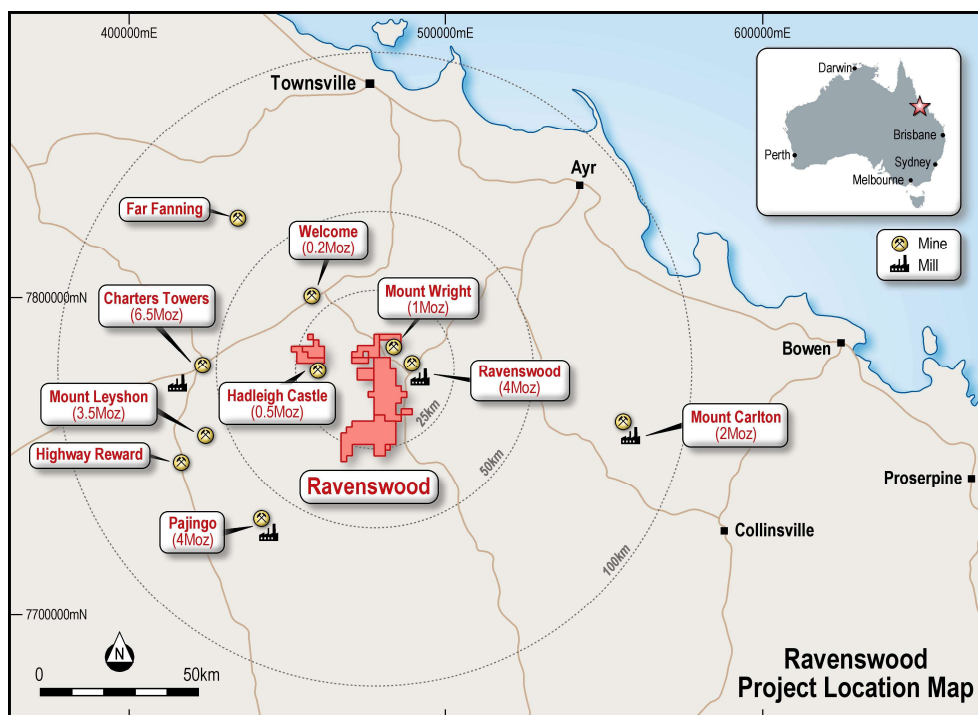 400000mE
500000mE
600000mE
Townsville
Darwin
Brisbane
Perth
Sydney
Melbourne
Ayr
Far Fanning
Welcome
(0.2Moz)
Mine
Mill
Charters Towers
(6.5Moz)
Mount Wright
(1Moz)
7800000mN
Bowen
Ravenswood
(4Moz)
Hadleigh Castle
(0.5Moz)
Mount Leyshon
(3.5Moz)
25km
Mount Carlton
(2Moz)
Highway Reward
50km
Ravenswood
Proserpine
Pajingo
(4Moz)
Collinsville
100km
7700000mN
N
0
50km
Ravenswood
Project Location Map